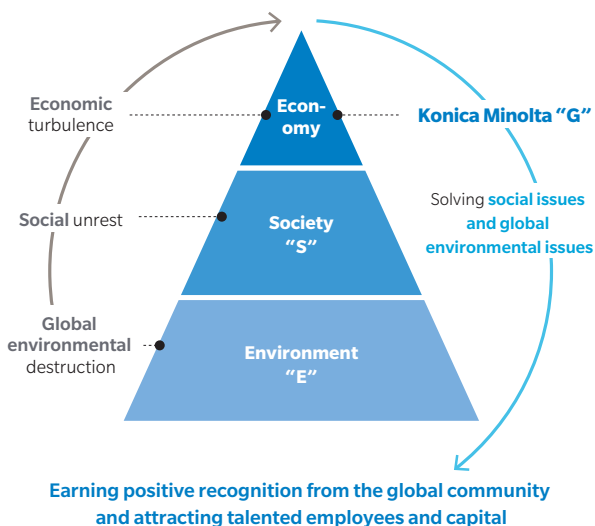 Economic
turbulence
Econ-
omy
Konica Minolta “G”
Social unrest
Society
“S”
Solving social issues
and global
environmental issues
Global
environmental
destruction
Environment
“E”
Earning positive recognition from the global community
and attracting talented employees and capital